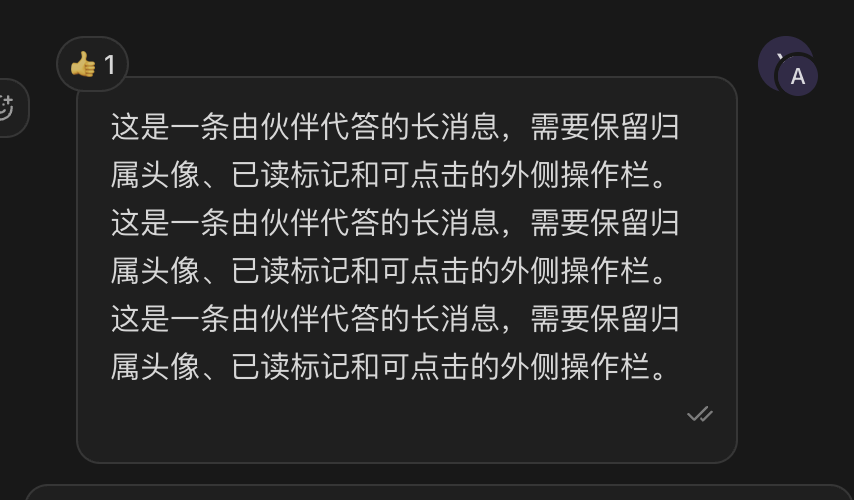 👍 1
A
这是一条由伙伴代答的长消息，需要保留归
属头像、已读标记和可点击的外侧操作栏。
这是一条由伙伴代答的长消息，需要保留归
属头像、已读标记和可点击的外侧操作栏。
这是一条由伙伴代答的长消息，需要保留归
属头像、已读标记和可点击的外侧操作栏。